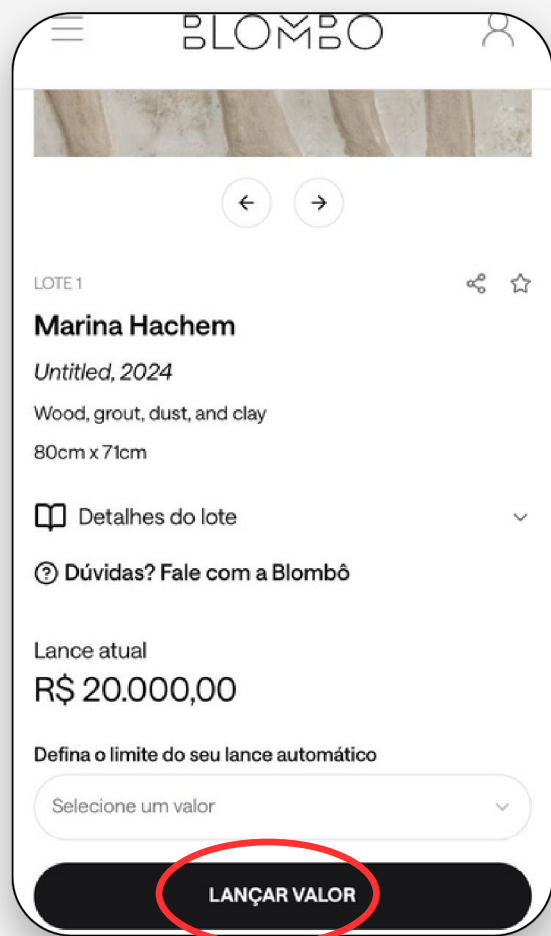 BLOMBO
LOTE 1
Marina Hachem
Untitled, 2024
Wood, grout, dust, and clay
80cm x 71cm
Detalhes do lote
Dúvidas? Fale com a Blombô
Lance atual
R$ 20.000,00
Defina o limite do seu lance automático
Selecione um valor
LANÇAR VALOR